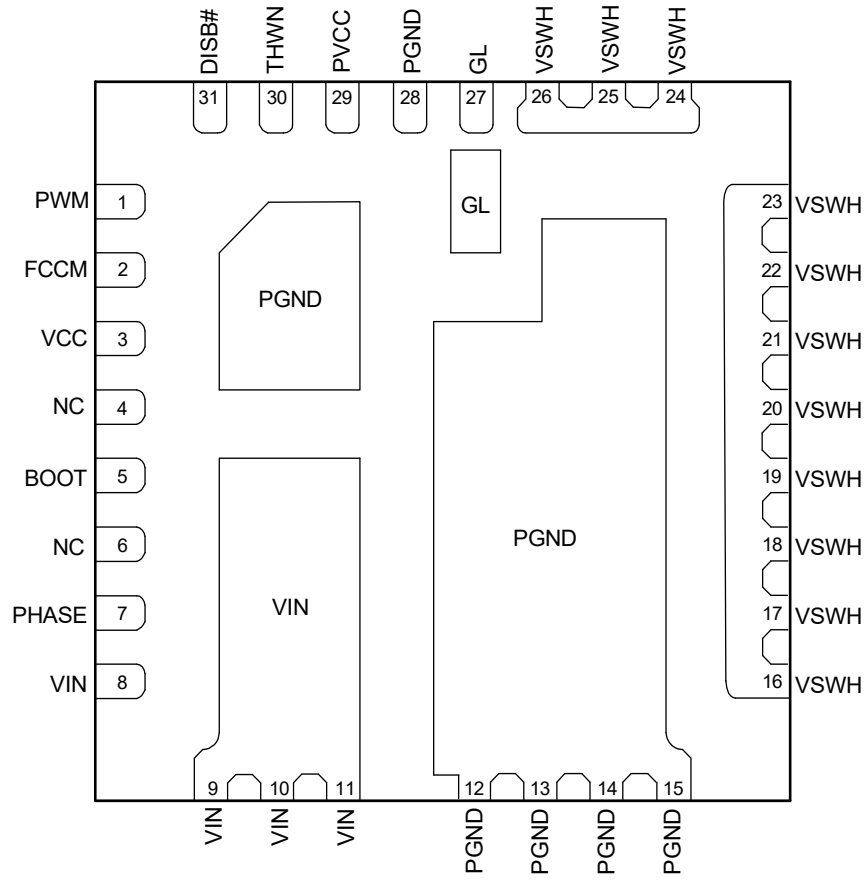 DISB#
THWN
PVCC
PGND
GL
VSWH
VSWH
VSWH
31
30
29
28
27
26
25
24
PWM
1
FCCM
2
VCC
3
NC
4
BOOT
5
NC
6
PHASE
7
VIN
8
GL
PGND
VIN
PGND
23
VSWH
22
VSWH
21
VSWH
20
VSWH
19
VSWH
18
VSWH
17
VSWH
16
VSWH
9
10
11
12
13
14
15
VIN
VIN
VIN
PGND
PGND
PGND
PGND